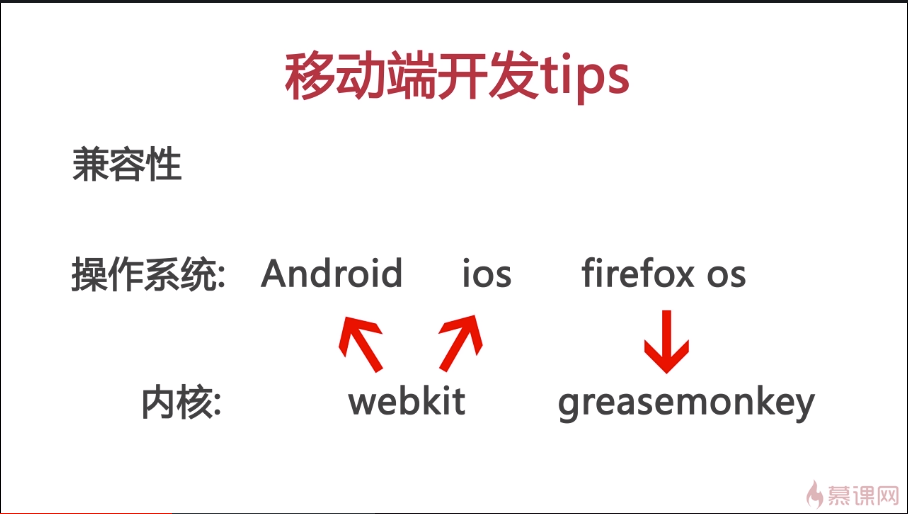 移动端开发tips
兼容性
操作系统: Android ios firefox os
内核: webkit greasemonkey
慕课网